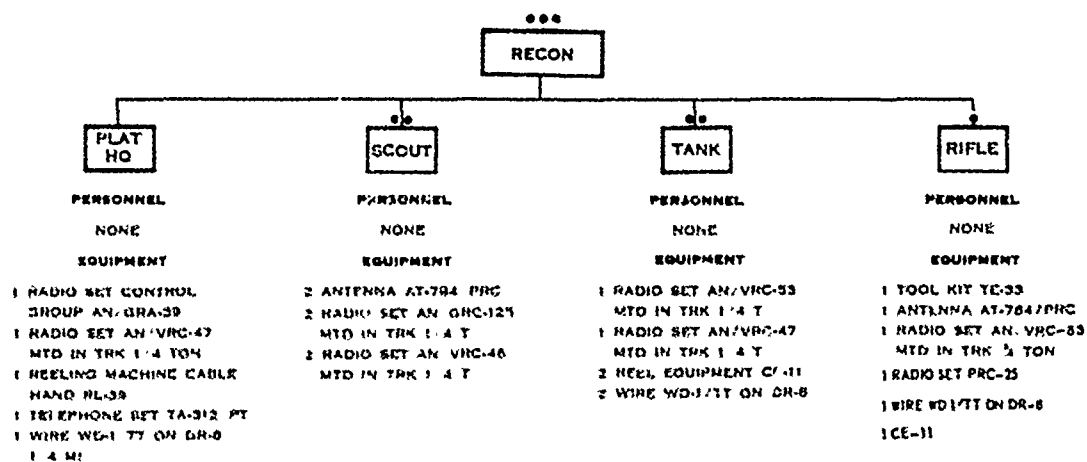 RECON
PLAT
HQ
PERSONNEL
NONE
EQUIPMENT
1 RADIO SET CONTROL
GROUP AN/GRA-39
1 RADIO SET AN/VRC-47
MTD IN TRK 1/4 TON
1 REELING MACHINE CABLE
HAND RL-39
1 TELEPHONE SET TA-312 PT
1 WIRE WD-1 TT ON DR-8
1 4 MI
SCOUT
PERSONNEL
NONE
EQUIPMENT
2 ANTENNA AT-784 PRC
2 RADIO SET AN GRC-125
MTD IN TRK 1/4 T
2 RADIO SET AN VRC-46
MTD IN TRK 1/4 T
TANK
PERSONNEL
NONE
EQUIPMENT
1 RADIO SET AN/VRC-53
MTD IN TRK 1/4 T
1 RADIO SET AN/VRC-47
MTD IN TRK 1/4 T
2 REEL EQUIPMENT CE-11
2 WIRE WD-1/TT ON DR-8
RIFLE
PERSONNEL
NONE
EQUIPMENT
1 TOOL KIT TE-33
1 ANTENNA AT-784/PRC
1 RADIO SET AN VRC-53
MTD IN TRK TON
1 RADIO SET PRC-25
1 WIRE WD1/TT ON DR-8
1 CE-11